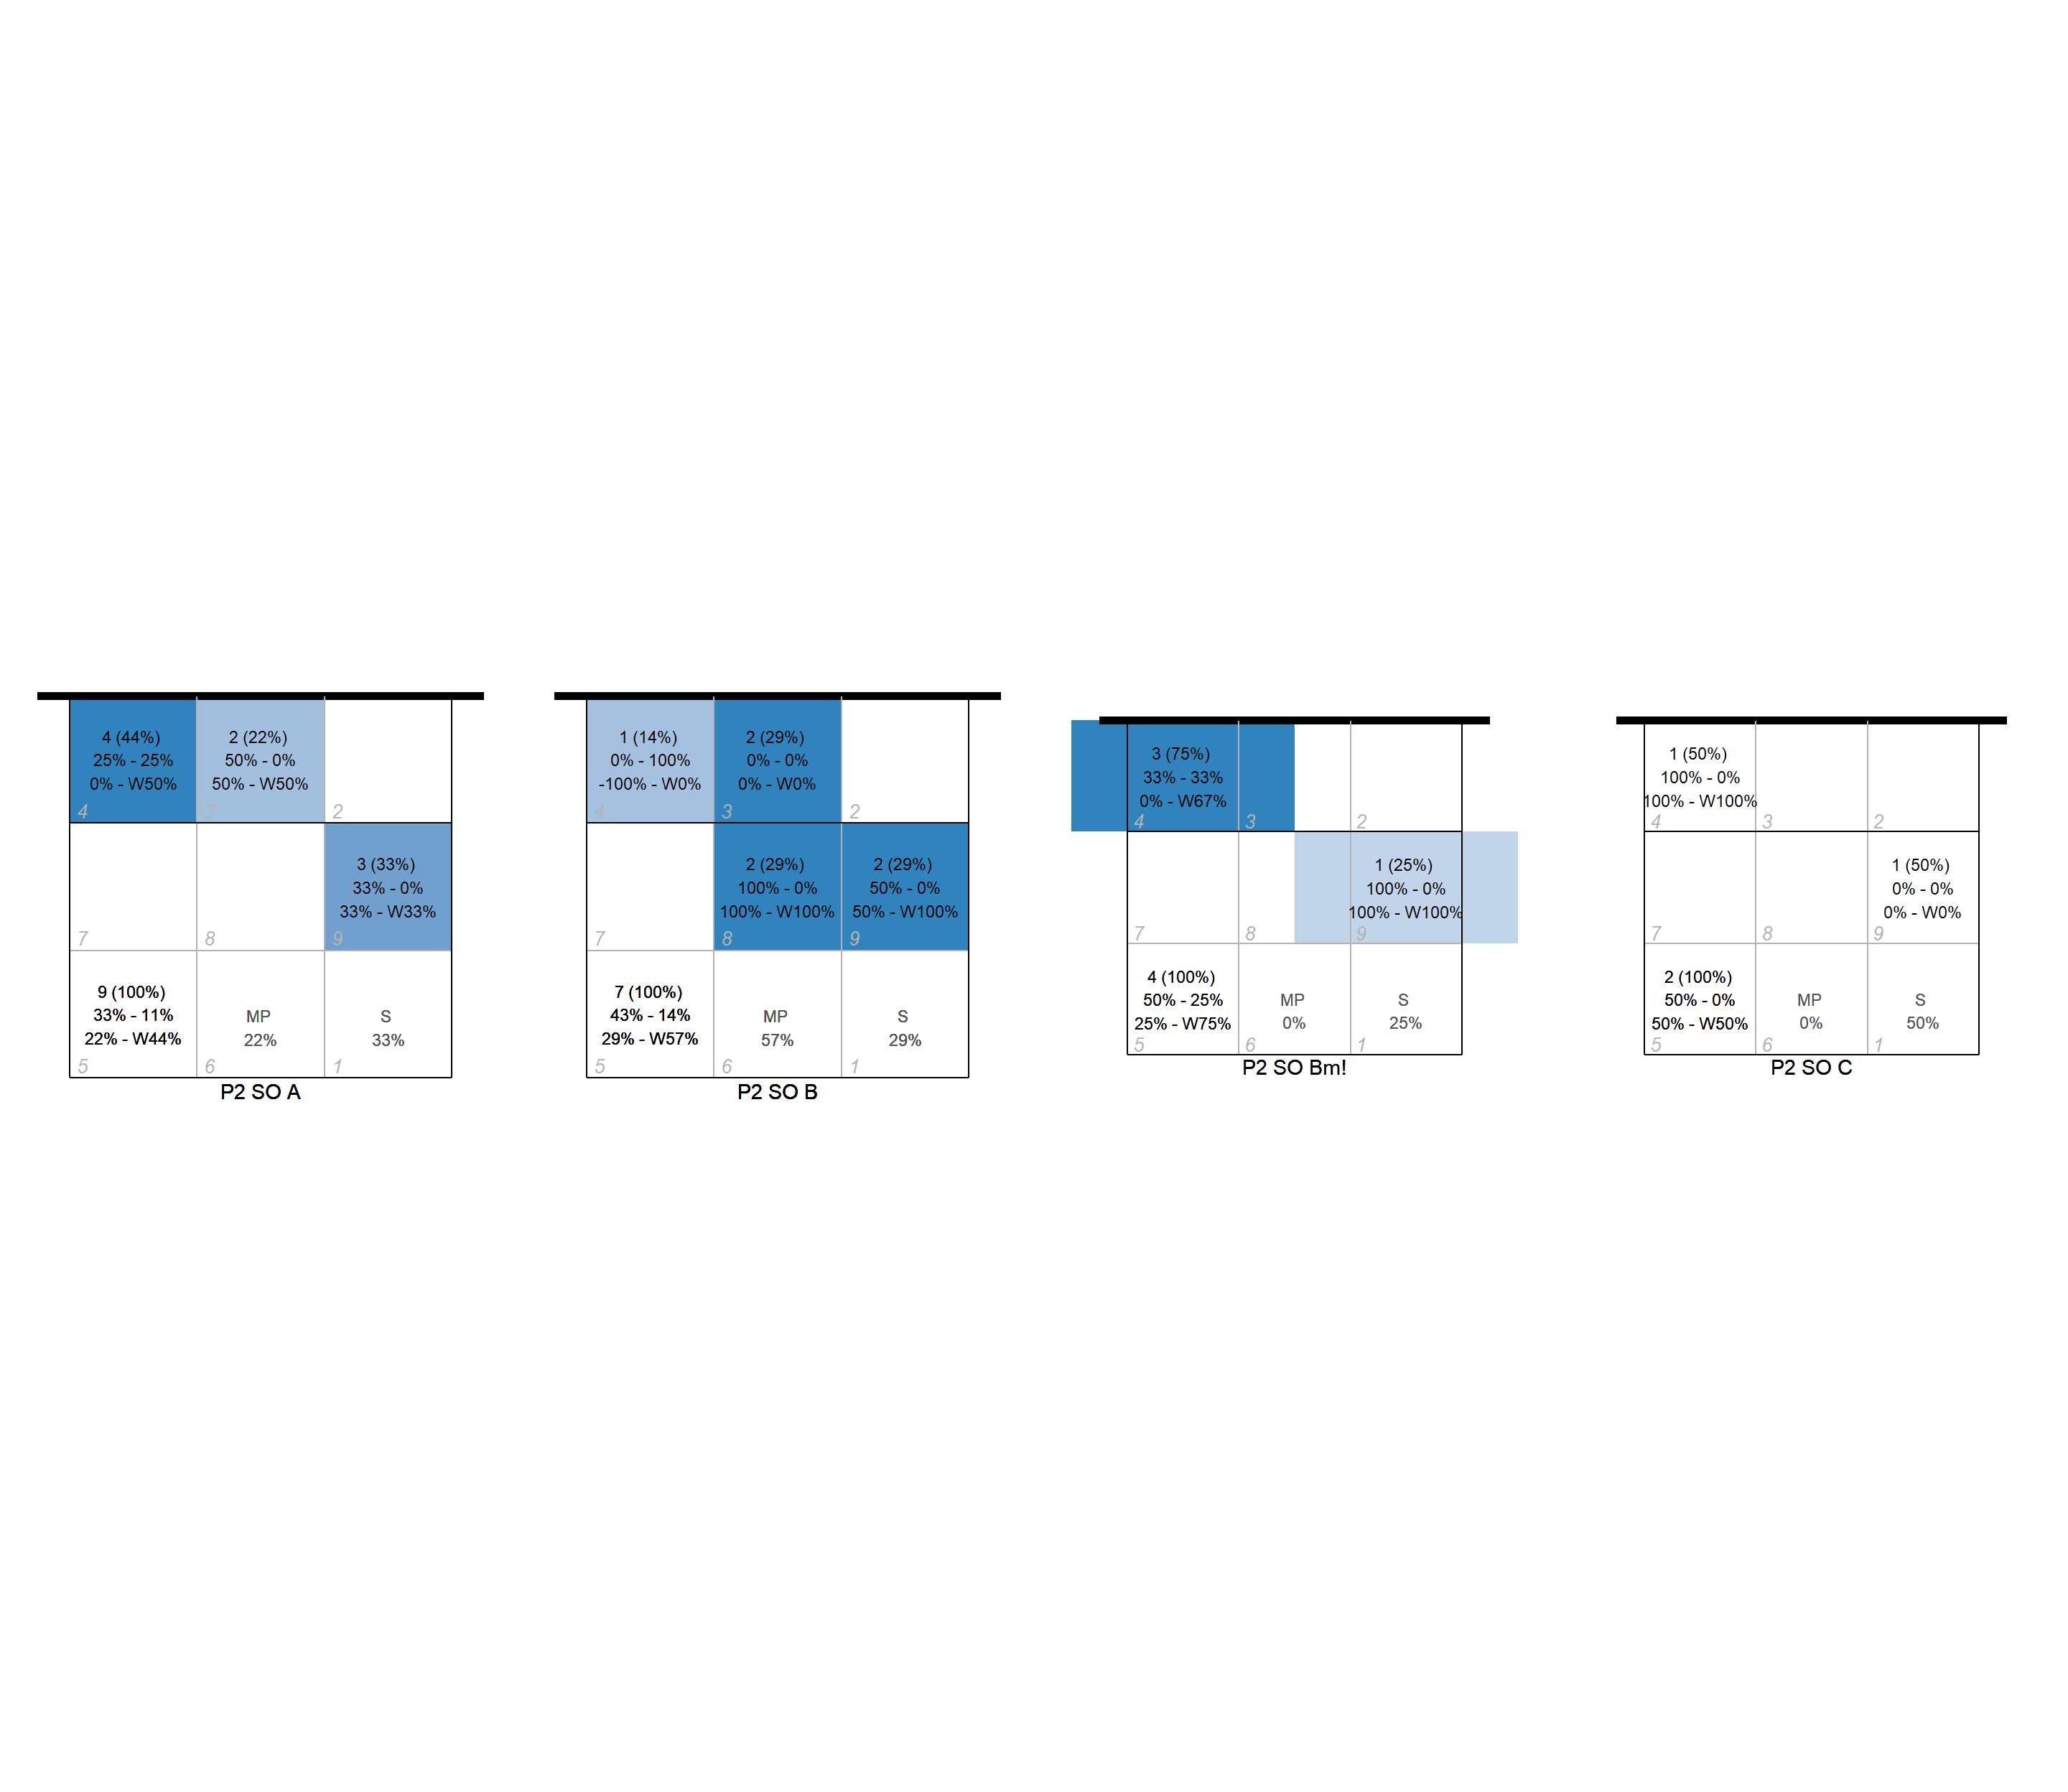 4 (44%)
25% - 25%
0% - W50%
4
2 (22%)
50% - 0%
50% - W50%
3
2
7
8
3 (33%)
33% - 0%
33% - W33%
9
9 (100%)
33% - 11%
22% - W44%
5
MP
22%
6
S
33%
1
P2 SO A
1 (14%)
0% - 100%
-100% - W0%
4
2 (29%)
0% - 0%
0% - W0%
3
2
7
2 (29%)
100% - 0%
100% - W100%
8
2 (29%)
50% - 0%
50% - W100%
9
7 (100%)
43% - 14%
29% - W57%
5
MP
57%
6
S
29%
1
P2 SO B
3 (75%)
33% - 33%
0% - W67%
4
3
2
7
8
1 (25%)
100% - 0%
100% - W100%
9
4 (100%)
50% - 25%
25% - W75%
5
MP
0%
6
S
25%
1
P2 SO Bm!
1 (50%)
100% - 0%
100% - W100%
4
3
2
7
8
1 (50%)
0% - 0%
0% - W0%
9
2 (100%)
50% - 0%
50% - W50%
5
MP
0%
6
S
50%
1
P2 SO C